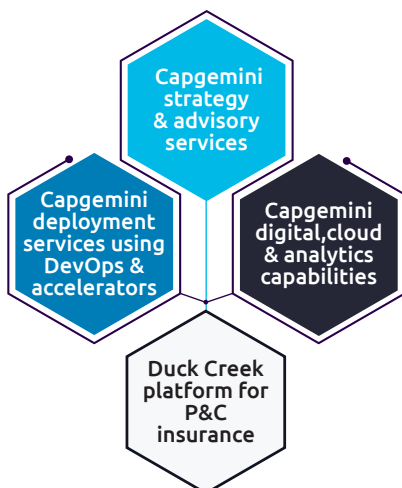 Capgemini
strategy
& advisory
services
Capgemini
deployment
services using
DevOps &
accelerators
Capgemini
digital,cloud
& analytics
capabilities
Duck Creek
platform for
P&C
insurance